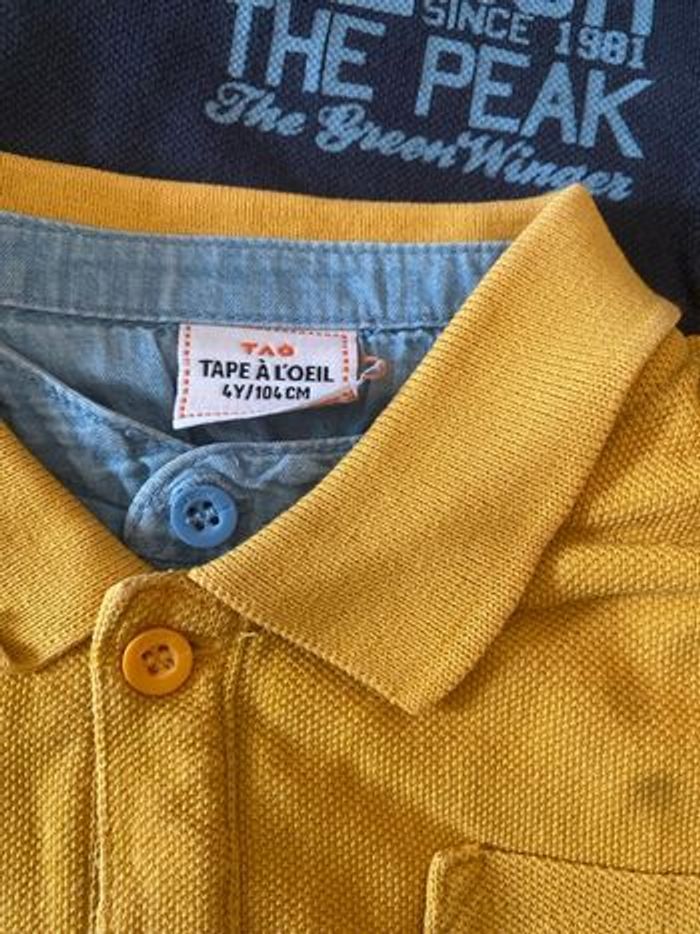 SINCE 1981
THE PEAK
The Green Winger
TAO
TAPE À L'OEIL
4Y/104 CM